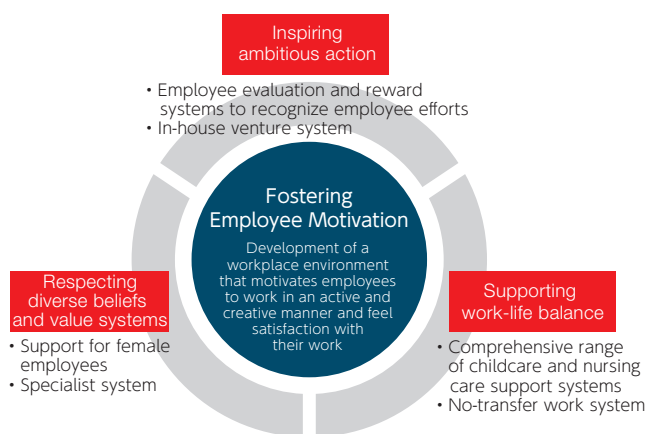 Inspiring
ambitious action
• Employee evaluation and reward
systems to recognize employee efforts
• In-house venture system
Fostering
Employee Motivation
Development of a
workplace environment
that motivates employees
to work in an active and
creative manner and feel
satisfaction with
their work
Respecting
diverse beliefs
and value systems
• Support for female
employees
• Specialist system
Supporting
work-life balance
• Comprehensive range
of childcare and nursing
care support systems
• No-transfer work system